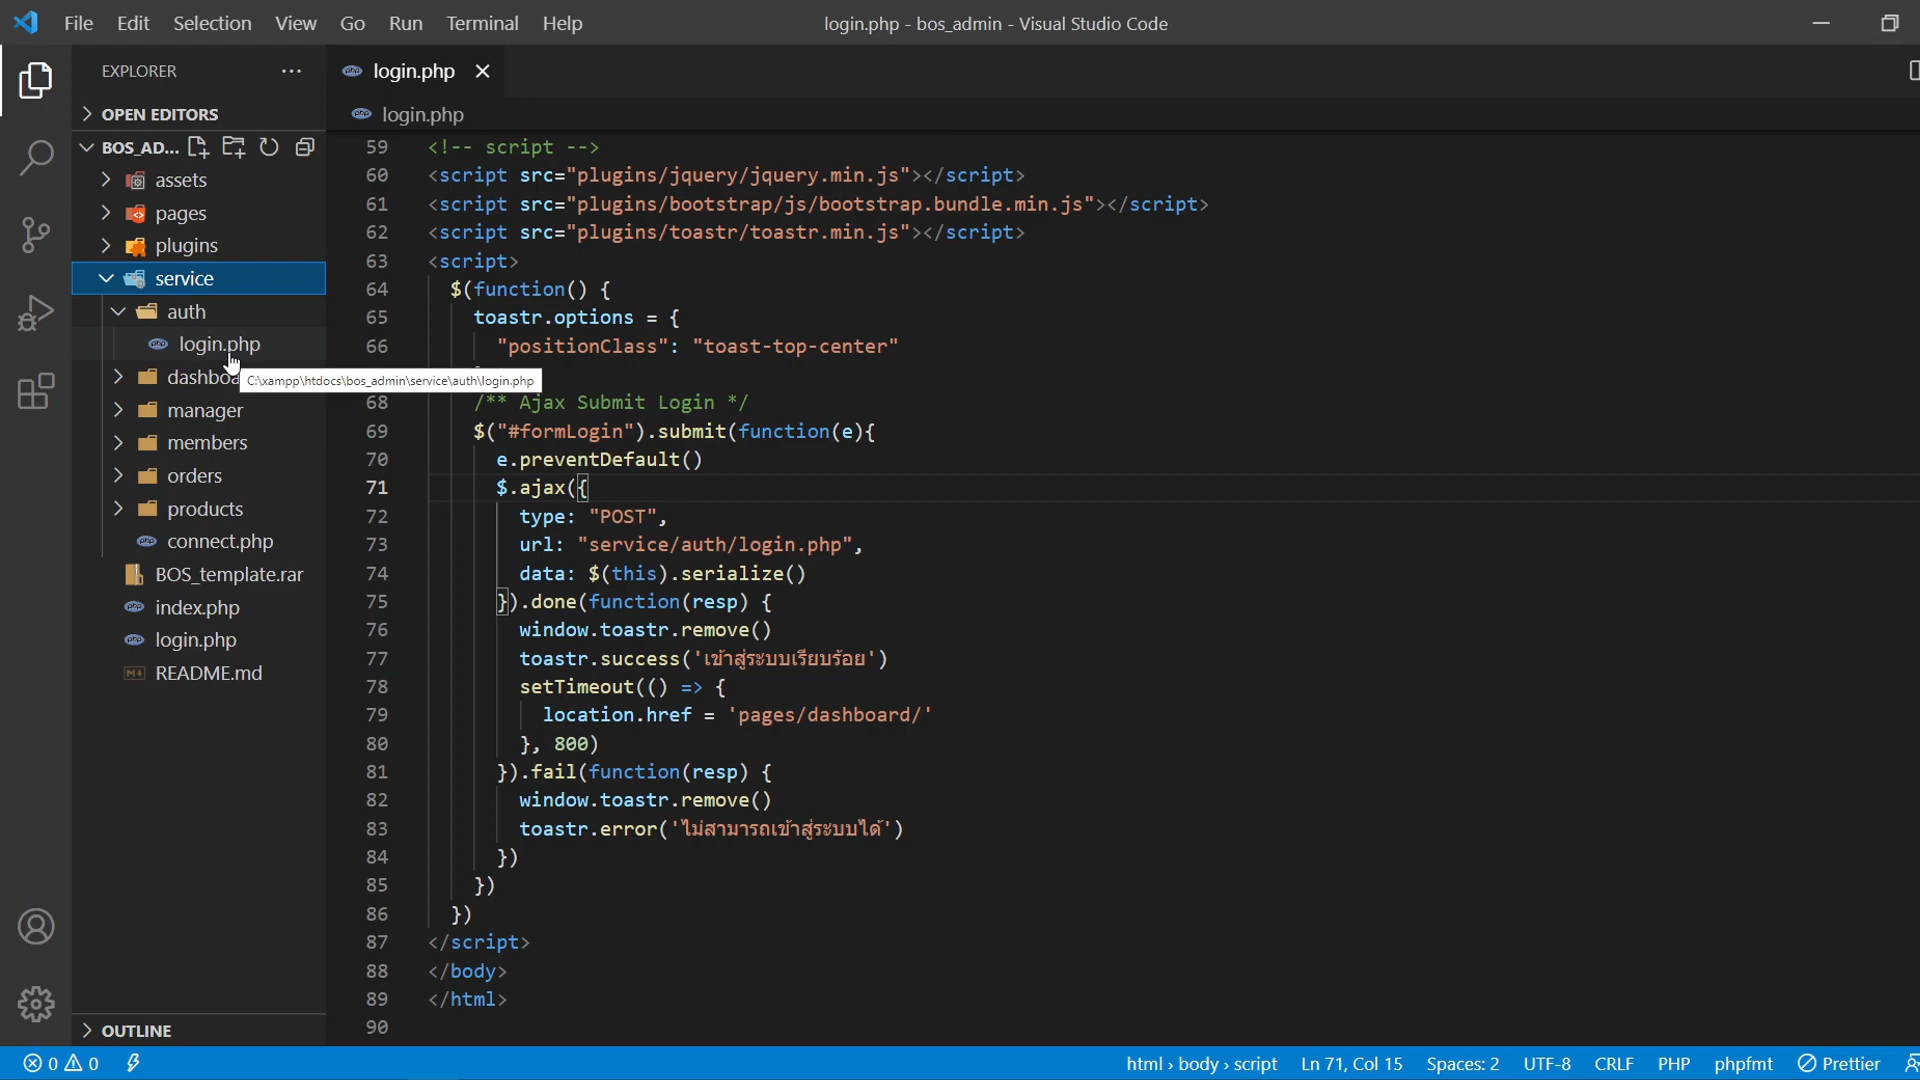 File Edit Selection View Go Run Terminal Help
login.php - bos_admin - Visual Studio Code
EXPLORER ···
login.php
OPEN EDITORS
login.php
BOS_AD...
assets
pages
plugins
service
auth
login.php
dashboa
C:\xampp\htdocs\bos_admin\service\auth\login.php
manager
members
orders
products
connect.php
BOS_template.rar
index.php
login.php
README.md
OUTLINE
59 <!-- script -->
60 <script src="plugins/jquery/jquery.min.js"></script>
61 <script src="plugins/bootstrap/js/bootstrap.bundle.min.js"></script>
62 <script src="plugins/toastr/toastr.min.js"></script>
63 <script>
64 $(function() {
65 toastr.options = {
66 "positionClass": "toast-top-center"
68 /** Ajax Submit Login */
69 $("#formLogin").submit(function(e){
70 e.preventDefault()
71 $.ajax({
72 type: "POST",
73 url: "service/auth/login.php",
74 data: $(this).serialize()
75 }).done(function(resp) {
76 window.toastr.remove()
77 toastr.success('เข้าสู่ระบบเรียบร้อย')
78 setTimeout(() => {
79 location.href = 'pages/dashboard/'
80 }, 800)
81 }).fail(function(resp) {
82 window.toastr.remove()
83 toastr.error('ไม่สามารถเข้าสู่ระบบได้')
84 })
85 })
86 })
87 </script>
88 </body>
89 </html>
90
0 0 html › body › script Ln 71, Col 15 Spaces: 2 UTF-8 CRLF PHP phpfmt Prettier